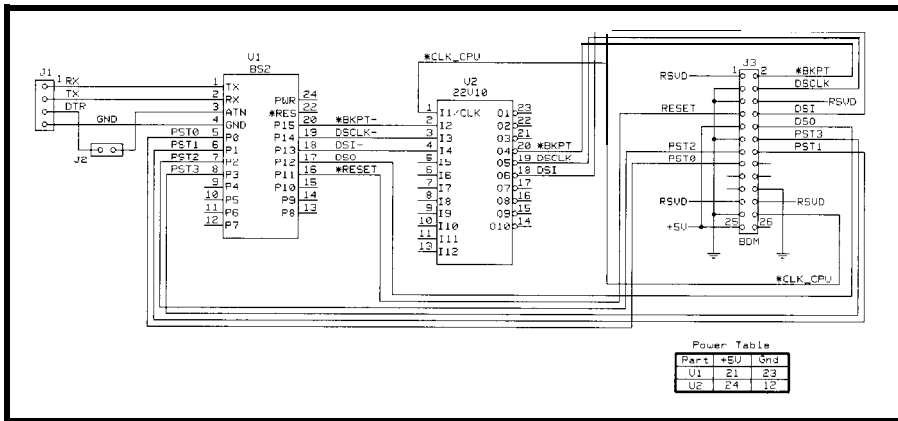 J1
1 RX
TX
DTR
GND
J2
PST0
PST1
PST2
PST3
U1
BS2
1 TX
2 RX
3 ATN
4 GND
5 P0
6 P1
7 P2
8 P3
9 P4
10 P5
11 P6
12 P7
PWR 24
*RES 22
P15 20 *BKPT-
P14 19 DSCLK-
P13 18 DSI-
P12 17 DSO
P11 16 *RESET
P10 15
P9 14
P8 13
*CLK_CPU
U2
22V10
1 I1/CLK
2 I2
3 I3
4 I4
5 I5
6 I6
7 I7
8 I8
9 I9
10 I10
11 I11
13 I12
O1 23
O2 22
O3 21
O4 20 *BKPT
O5 19 DSCLK
O6 18 DSI
O7 17
O8 16
O9 15
O10 14
J3
1 2
RSVD
RESET
PST2
PST0
RSVD
+5V
25 26
BDM
*BKPT
DSCLK
RSVD
DSI
DSO
PST3
PST1
RSVD
*CLK_CPU
Power Table
Part +5V Gnd
U1 21 23
U2 24 12